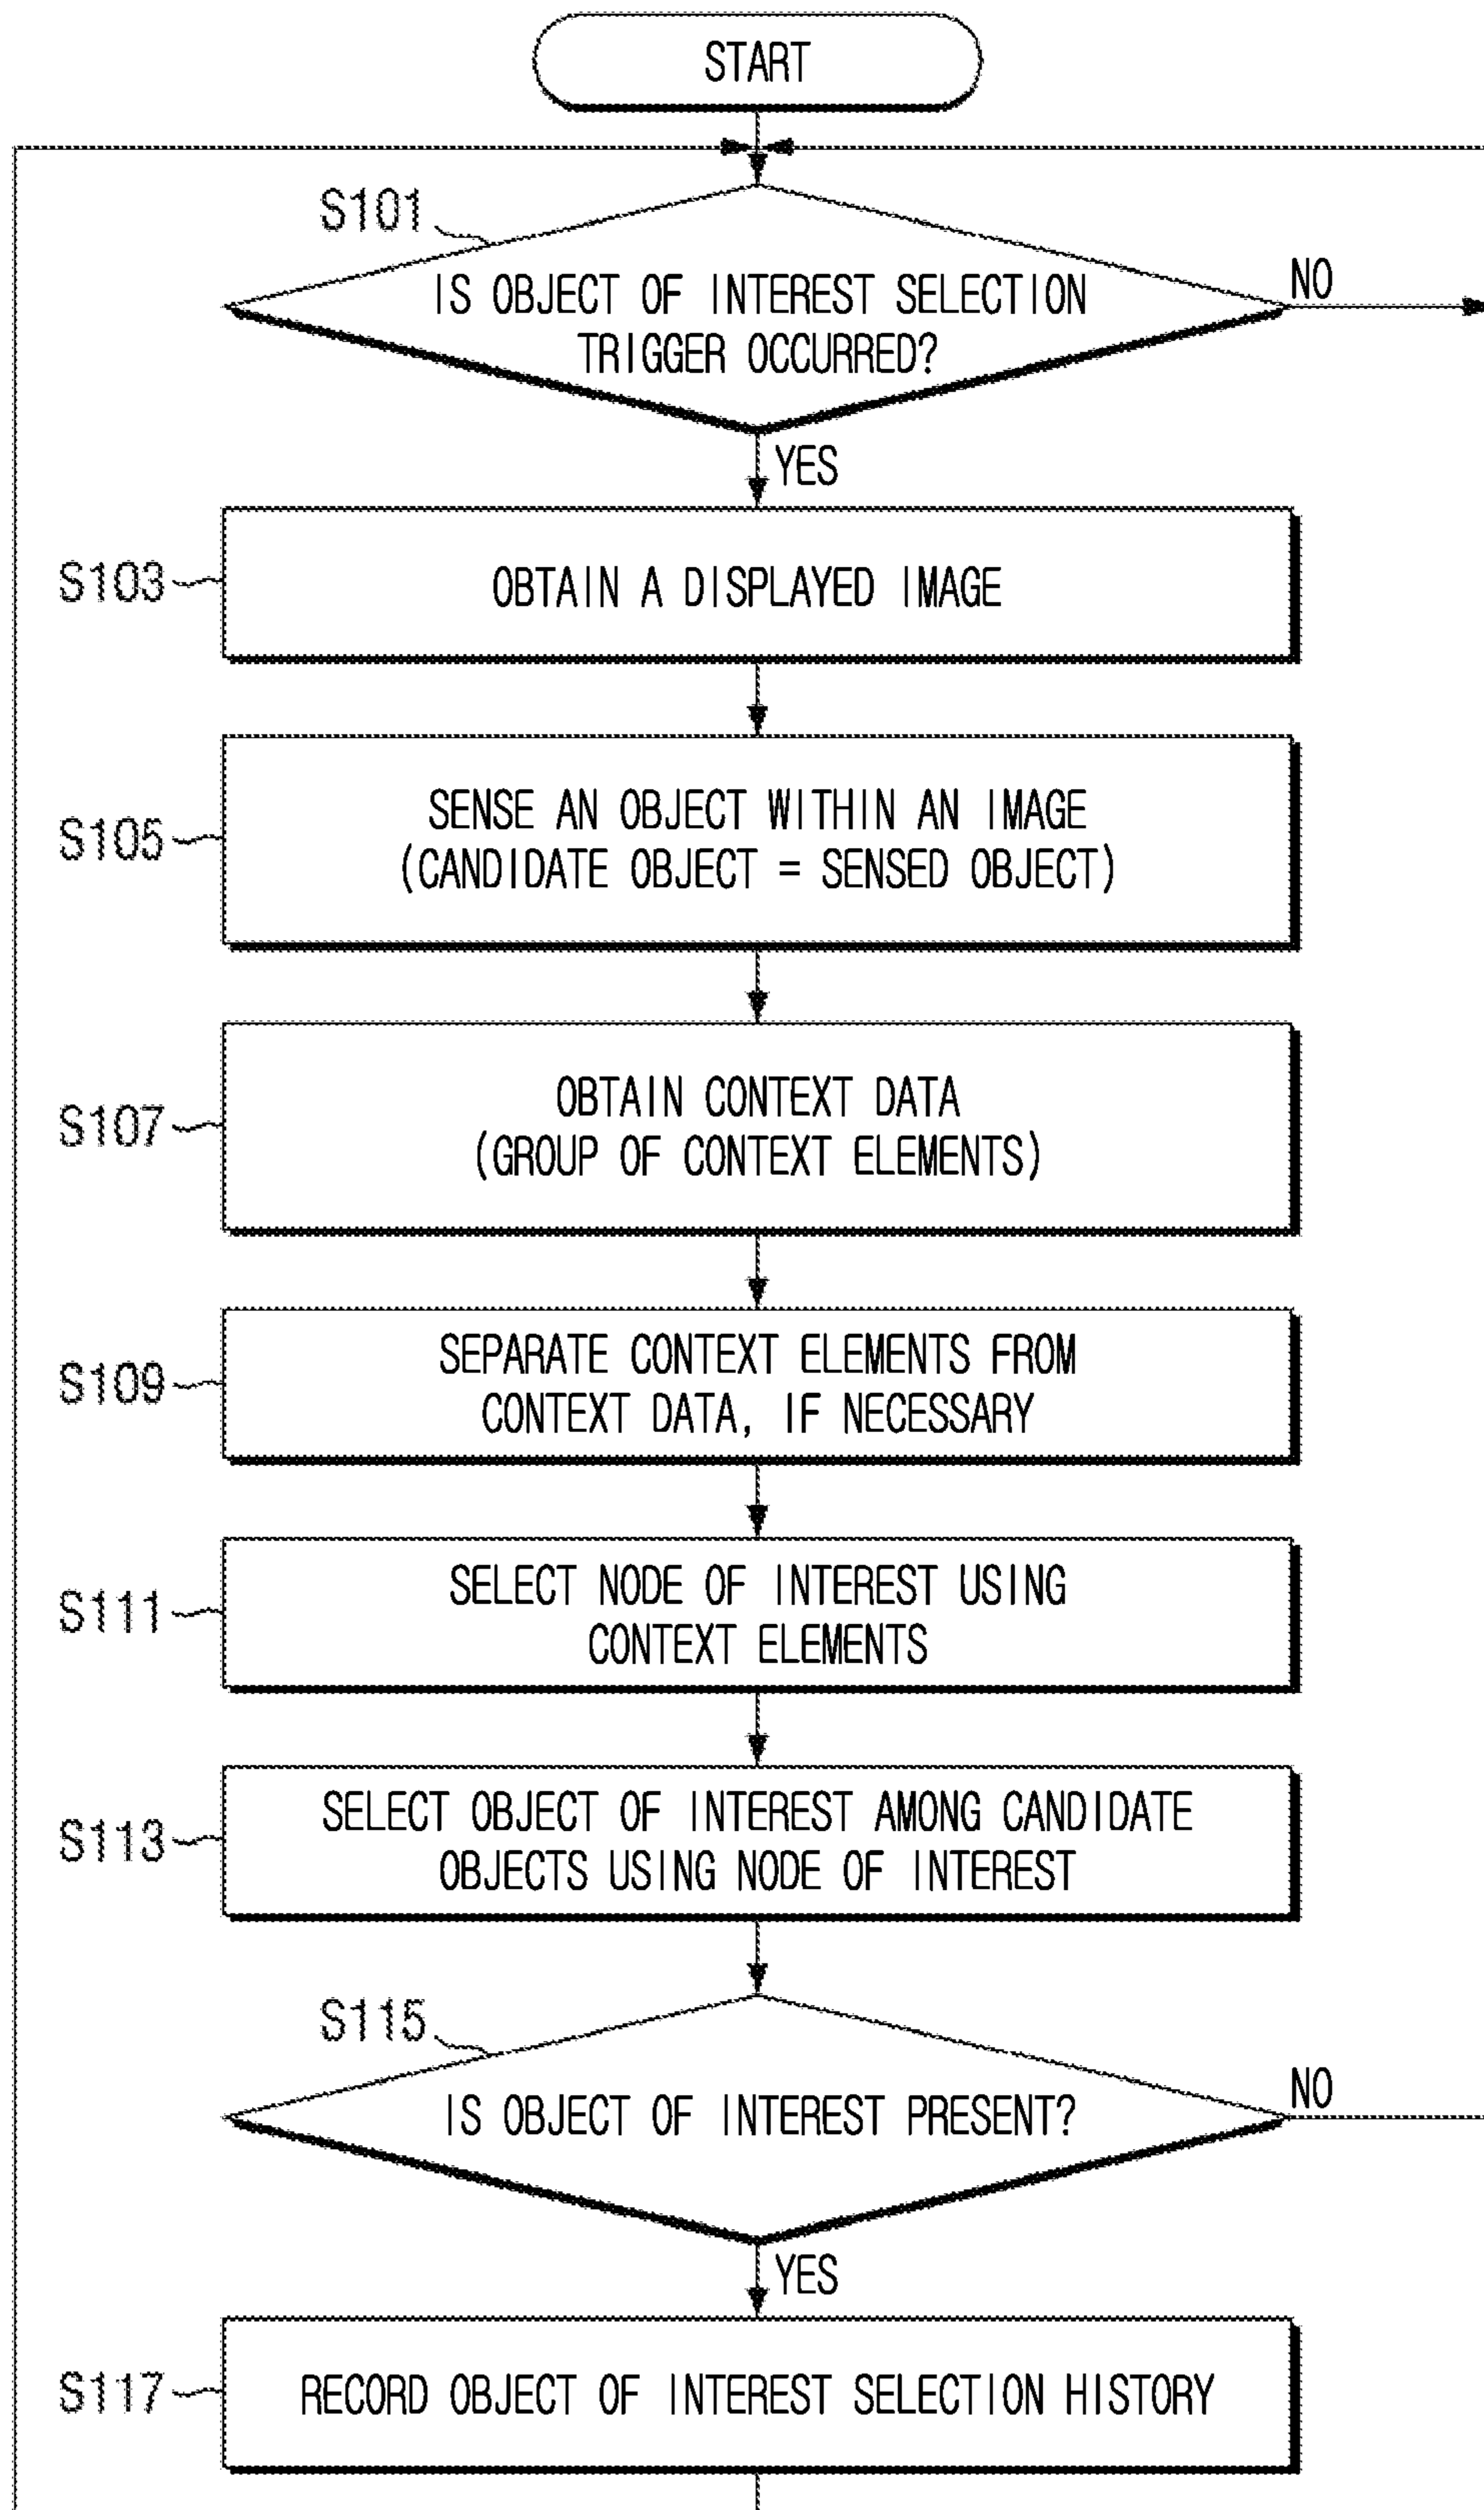 START
S101
IS OBJECT OF INTEREST SELECTION
TRIGGER OCCURRED?
NO
YES
S103
OBTAIN A DISPLAYED IMAGE
S105
SENSE AN OBJECT WITHIN AN IMAGE
(CANDIDATE OBJECT = SENSED OBJECT)
S107
OBTAIN CONTEXT DATA
(GROUP OF CONTEXT ELEMENTS)
S109
SEPARATE CONTEXT ELEMENTS FROM
CONTEXT DATA, IF NECESSARY
S111
SELECT NODE OF INTEREST USING
CONTEXT ELEMENTS
S113
SELECT OBJECT OF INTEREST AMONG CANDIDATE
OBJECTS USING NODE OF INTEREST
S115
IS OBJECT OF INTEREST PRESENT?
NO
YES
S117
RECORD OBJECT OF INTEREST SELECTION HISTORY